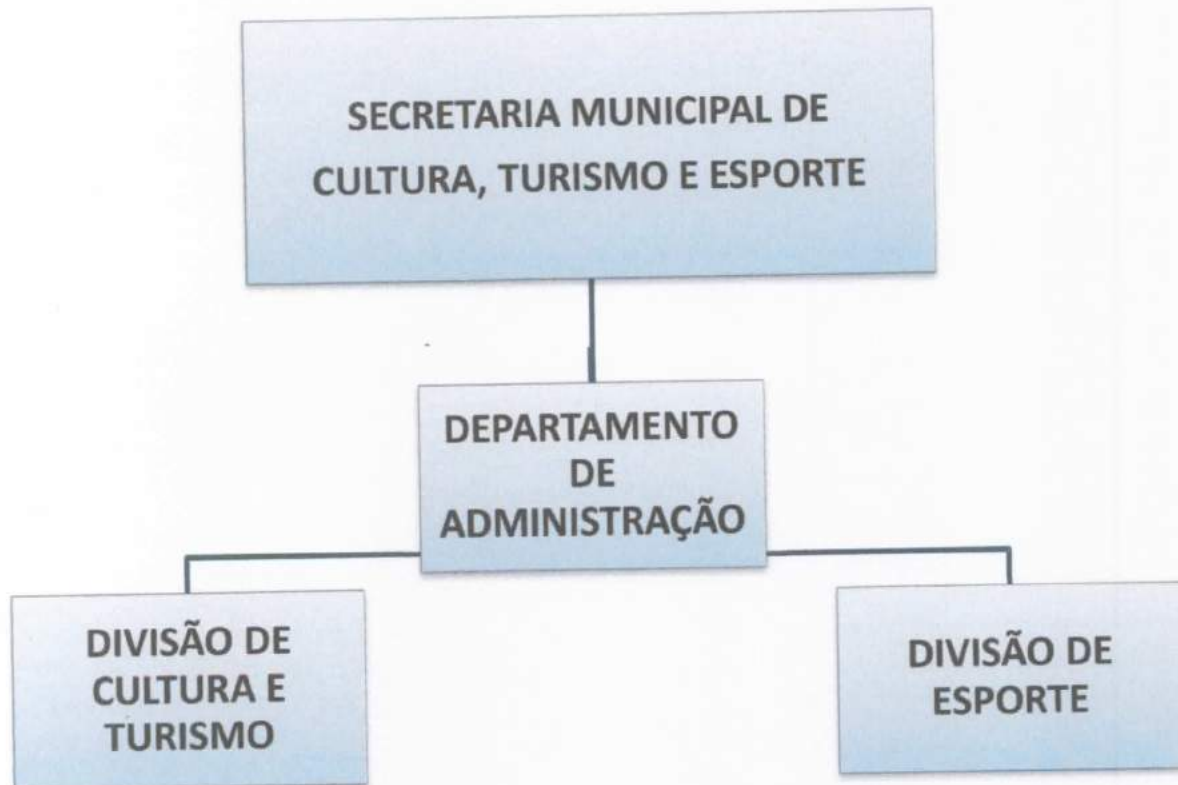 SECRETARIA MUNICIPAL DE
CULTURA, TURISMO E ESPORTE
DEPARTAMENTO
DE
ADMINISTRAÇÃO
DIVISÃO DE
CULTURA E
TURISMO
DIVISÃO DE
ESPORTE